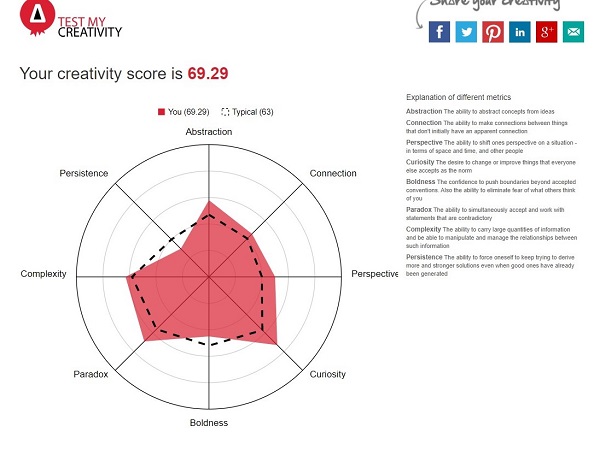 Share your creativity
TEST MY
CREATIVITY
Your creativity score is 69.29
You (69.29) Typical (63)
Abstraction
Connection
Perspective
Curiosity
Boldness
Paradox
Complexity
Persistence
Explanation of different metrics
Abstraction The ability to abstract concepts from ideas
Connection The ability to make connections between things
that don't initially have an apparent connection
Perspective The ability to shift ones perspective on a situation -
in terms of space and time, and other people
Curiosity The desire to change or improve things that everyone
else accepts as the norm
Boldness The confidence to push boundaries beyond accepted
conventions. Also the ability to eliminate fear of what others think
of you
Paradox The ability to simultaneously accept and work with
statements that are contradictory
Complexity The ability to carry large quantities of information
and be able to manipulate and manage the relationships between
such information
Persistence The ability to force oneself to keep trying to derive
more and stronger solutions even when good ones have already
been generated